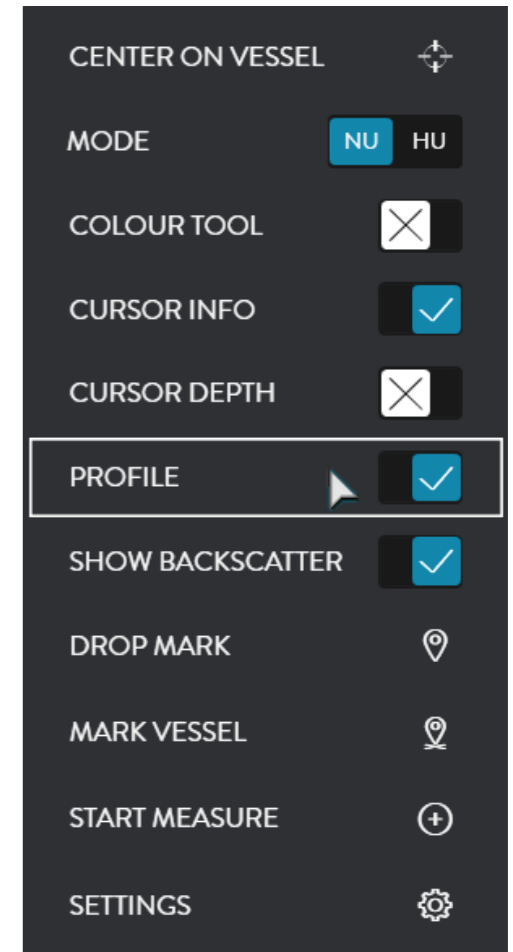 CENTER ON VESSEL
MODE NU HU
COLOUR TOOL
CURSOR INFO
CURSOR DEPTH
PROFILE
SHOW BACKSCATTER
DROP MARK
MARK VESSEL
START MEASURE
SETTINGS